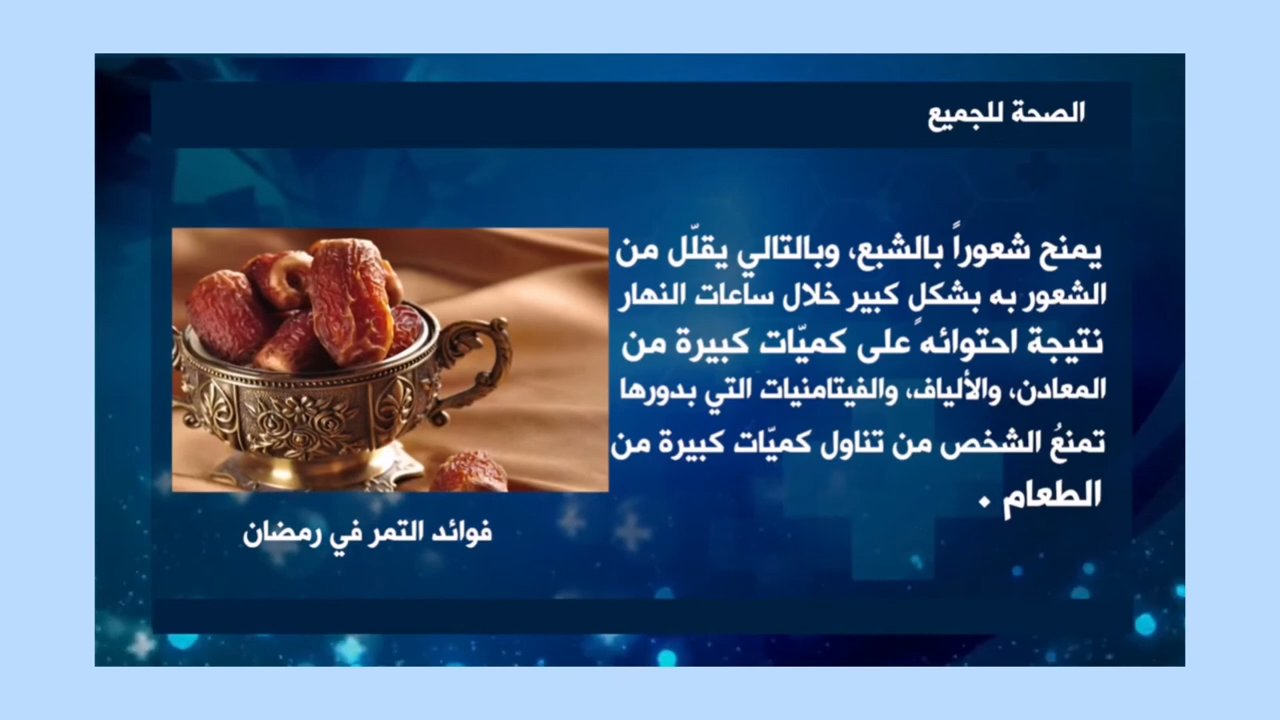 الصحة للجميع
يمنح شعوراً بالشبع، وبالتالي يقلّل من
الشعور به بشكلٍ كبير خلال ساعات النهار
نتيجة احتوائه على كميّات كبيرة من
المعادن، والألياف، والفيتامنيات التي بدورها
تمنعُ الشخص من تناول كميّات كبيرة من
الطعام .
فوائد التمر في رمضان